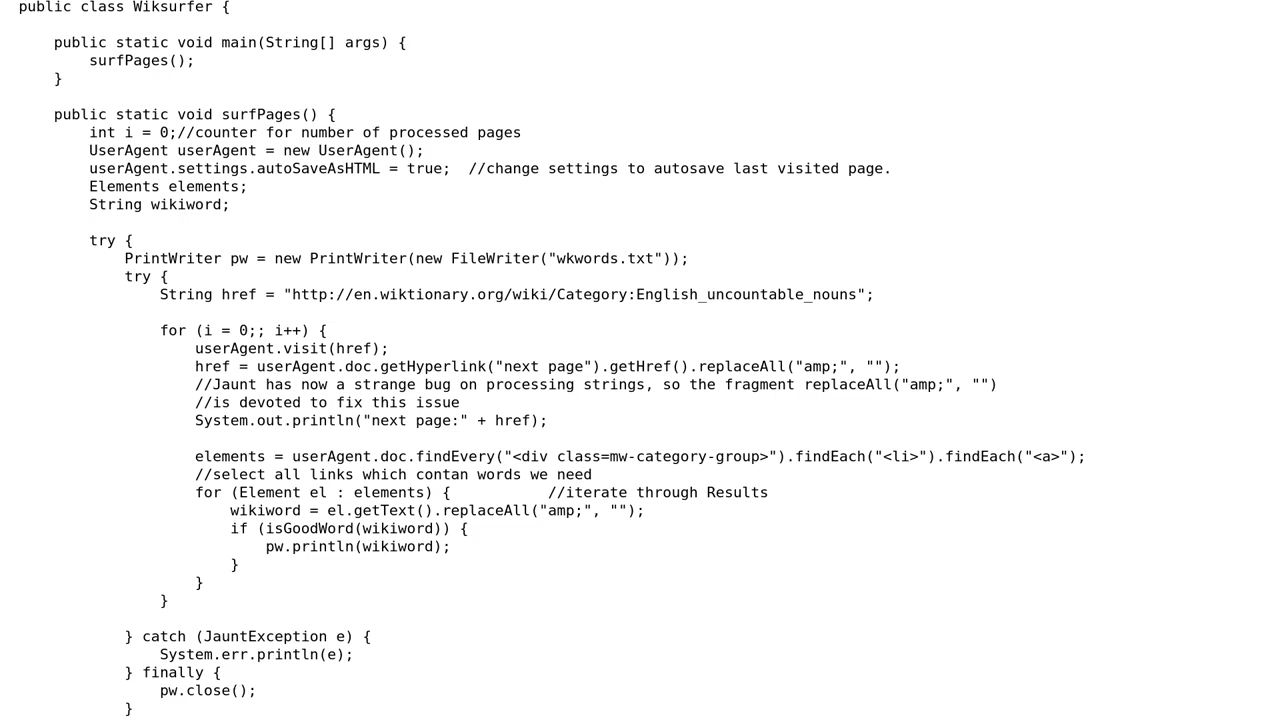 public class Wiksurfer {
public static void main(String[] args) {
surfPages();
}
public static void surfPages() {
int i = 0;//counter for number of processed pages
UserAgent userAgent = new UserAgent();
userAgent.settings.autoSaveAsHTML = true;  //change settings to autosave last visited page.
Elements elements;
String wikiword;
try {
PrintWriter pw = new PrintWriter(new FileWriter("wkwords.txt"));
try {
String href = "http://en.wiktionary.org/wiki/Category:English_uncountable_nouns";
for (i = 0;; i++) {
userAgent.visit(href);
href = userAgent.doc.getHyperlink("next page").getHref().replaceAll("amp;", "");
//Jaunt has now a strange bug on processing strings, so the fragment replaceAll("amp;", "")
//is devoted to fix this issue
System.out.println("next page:" + href);
elements = userAgent.doc.findEvery("<div class=mw-category-group>").findEach("<li>").findEach("<a>");
//select all links which contan words we need
for (Element el : elements) {           //iterate through Results
wikiword = el.getText().replaceAll("amp;", "");
if (isGoodWord(wikiword)) {
pw.println(wikiword);
}
}
}
} catch (JauntException e) {
System.err.println(e);
} finally {
pw.close();
}